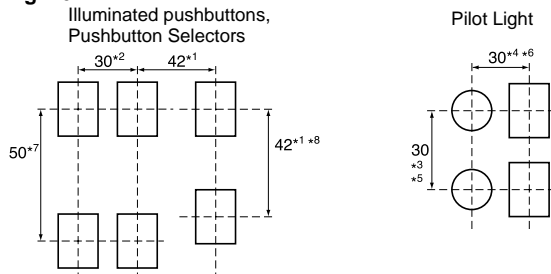 Illuminated pushbuttons,
Pushbutton Selectors
30*2
42*1
50*7
42*1 *8
Pilot Light
30*4 *6
30
*3
*5